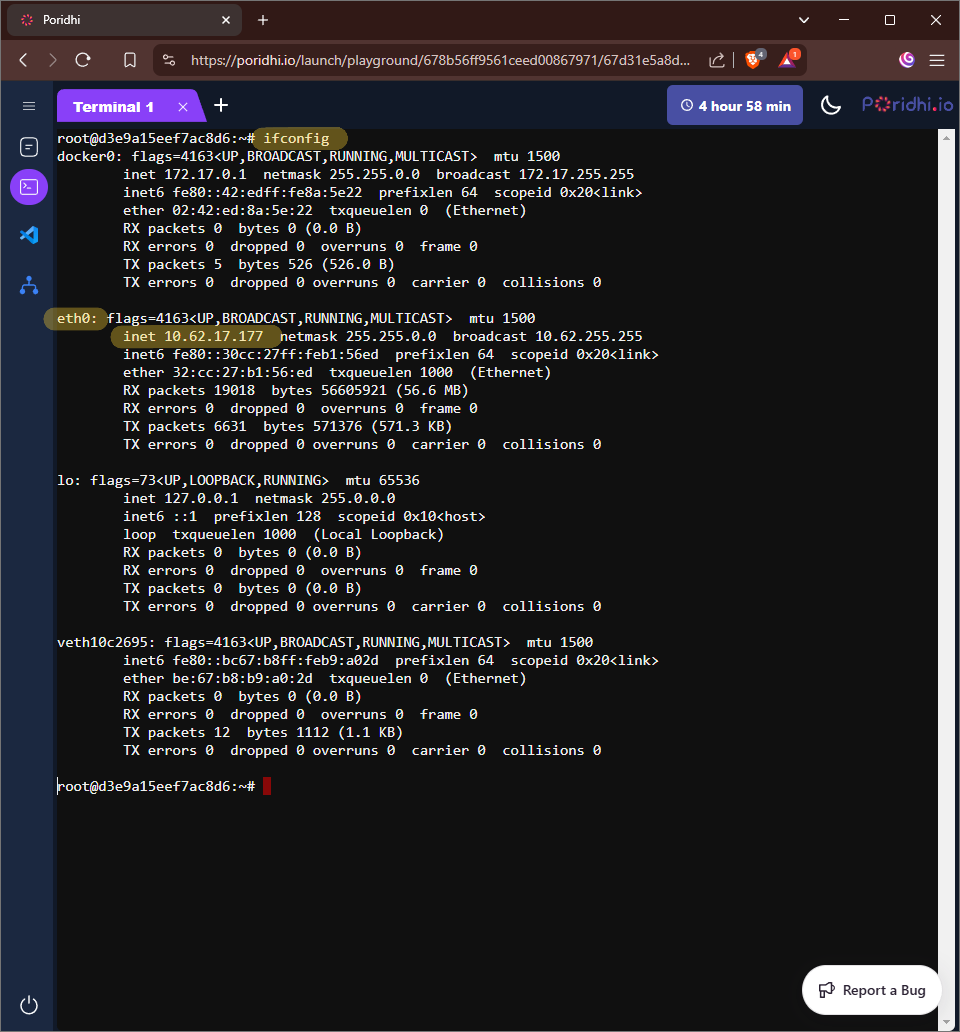 Poridhi
https://poridhi.io/launch/playground/678b56ff9561ceed00867971/67d31e5a8d...
4
1
Terminal 1
4 hour 58 min
Poridhi.io
root@d3e9a15eef7ac8d6:~# ifconfig
docker0: flags=4163<UP,BROADCAST,RUNNING,MULTICAST>  mtu 1500
        inet 172.17.0.1  netmask 255.255.0.0  broadcast 172.17.255.255
        inet6 fe80::42:edff:fe8a:5e22  prefixlen 64  scopeid 0x20<link>
        ether 02:42:ed:8a:5e:22  txqueuelen 0  (Ethernet)
        RX packets 0  bytes 0 (0.0 B)
        RX errors 0  dropped 0  overruns 0  frame 0
        TX packets 5  bytes 526 (526.0 B)
        TX errors 0  dropped 0 overruns 0  carrier 0  collisions 0
eth0: flags=4163<UP,BROADCAST,RUNNING,MULTICAST>  mtu 1500
        inet 10.62.17.177  netmask 255.255.0.0  broadcast 10.62.255.255
        inet6 fe80::30cc:27ff:feb1:56ed  prefixlen 64  scopeid 0x20<link>
        ether 32:cc:27:b1:56:ed  txqueuelen 1000  (Ethernet)
        RX packets 19018  bytes 56605921 (56.6 MB)
        RX errors 0  dropped 0  overruns 0  frame 0
        TX packets 6631  bytes 571376 (571.3 KB)
        TX errors 0  dropped 0 overruns 0  carrier 0  collisions 0
lo: flags=73<UP,LOOPBACK,RUNNING>  mtu 65536
        inet 127.0.0.1  netmask 255.0.0.0
        inet6 ::1  prefixlen 128  scopeid 0x10<host>
        loop  txqueuelen 1000  (Local Loopback)
        RX packets 0  bytes 0 (0.0 B)
        RX errors 0  dropped 0  overruns 0  frame 0
        TX packets 0  bytes 0 (0.0 B)
        TX errors 0  dropped 0 overruns 0  carrier 0  collisions 0
veth10c2695: flags=4163<UP,BROADCAST,RUNNING,MULTICAST>  mtu 1500
        inet6 fe80::bc67:b8ff:feb9:a02d  prefixlen 64  scopeid 0x20<link>
        ether be:67:b8:b9:a0:2d  txqueuelen 0  (Ethernet)
        RX packets 0  bytes 0 (0.0 B)
        RX errors 0  dropped 0  overruns 0  frame 0
        TX packets 12  bytes 1112 (1.1 KB)
        TX errors 0  dropped 0 overruns 0  carrier 0  collisions 0
root@d3e9a15eef7ac8d6:~#
Report a Bug